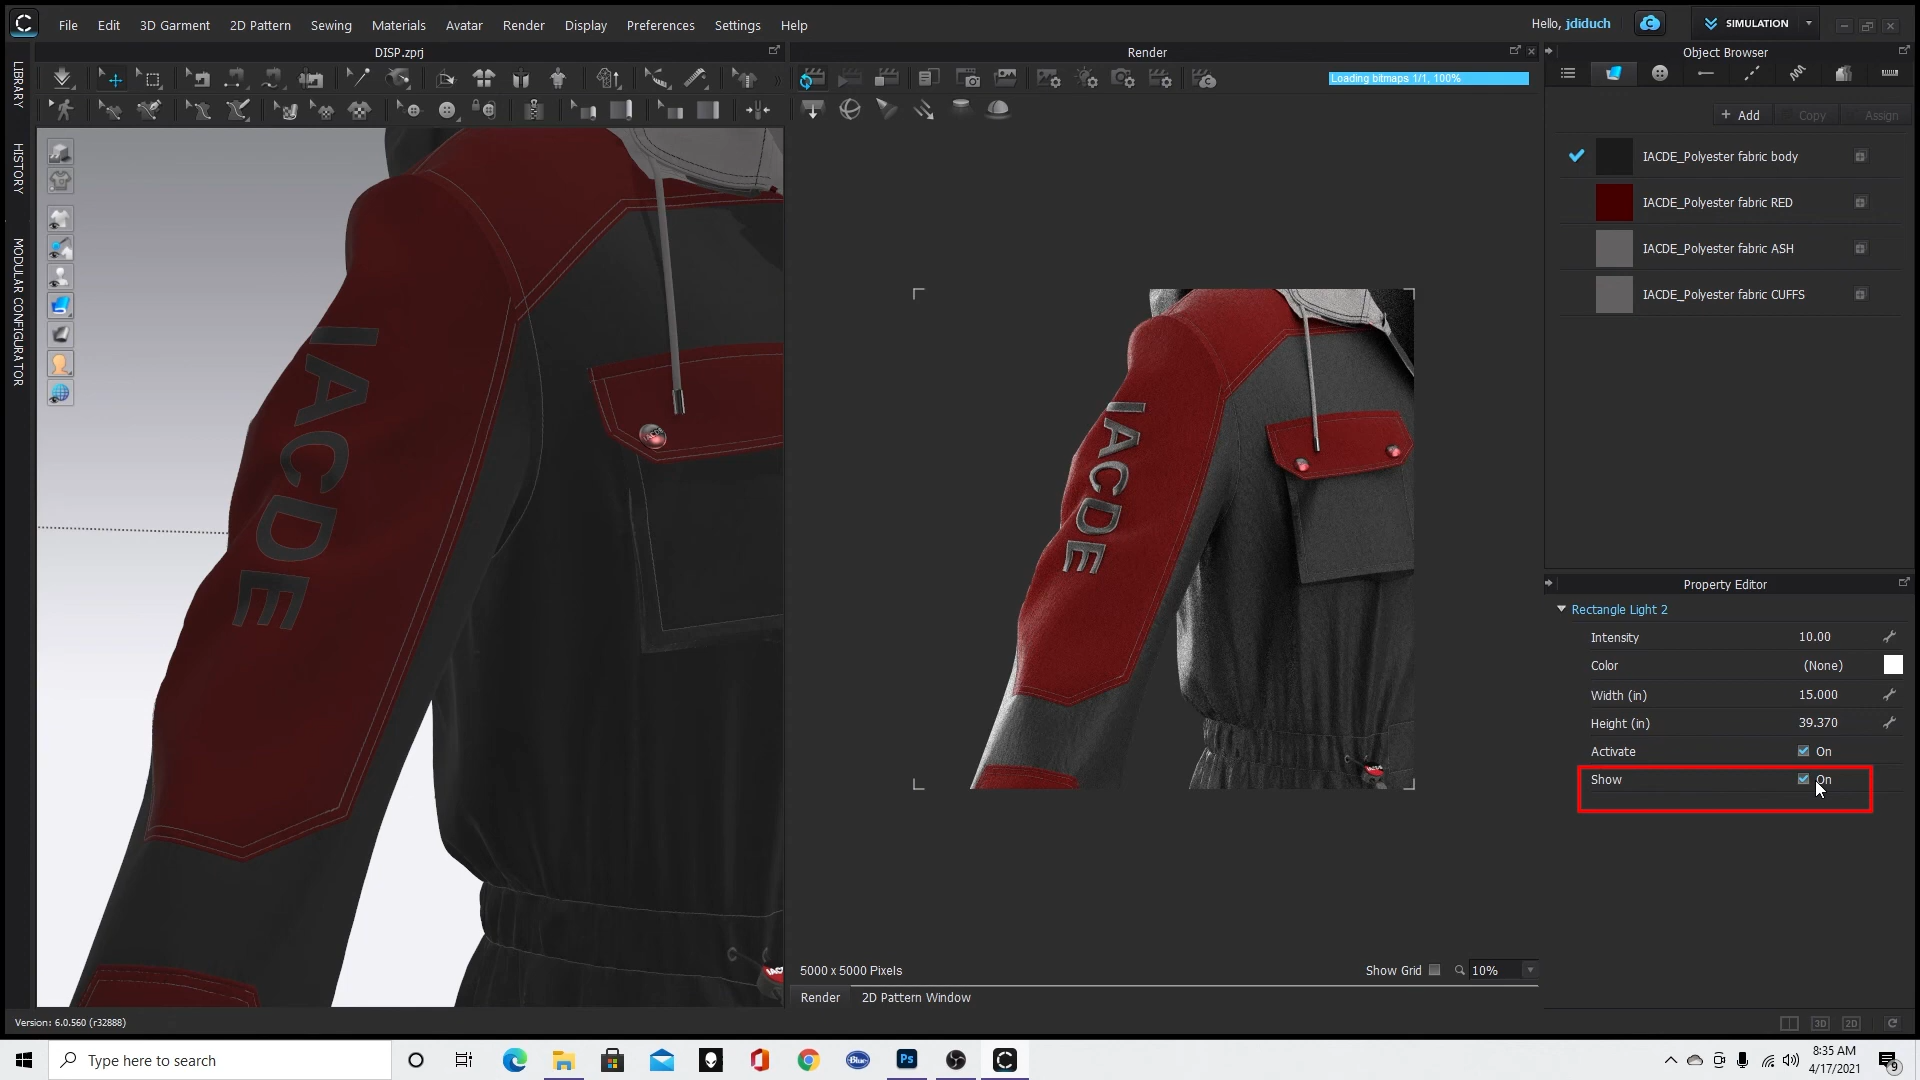 File Edit 3D Garment 2D Pattern Sewing Materials Avatar Render Display Preferences Settings Help
Hello, jdiduch
SIMULATION
DISP.zprj
Render
Object Browser
LIBRARY
HISTORY
MODULAR CONFIGURATOR
Loading bitmaps 1/1, 100%
+ Add Copy Assign
IACDE_Polyester fabric body
IACDE_Polyester fabric RED
IACDE_Polyester fabric ASH
IACDE_Polyester fabric CUFFS
IACDE
IACDE
Property Editor
Rectangle Light 2
Intensity 10.00
Color (None)
Width (in) 15.000
Height (in) 39.370
Activate On
Show On
5000 x 5000 Pixels
Show Grid 10%
Render 2D Pattern Window
Version: 6.0.560 (r32888)
3D 2D
Type here to search
Blue
Ps
8:35 AM
4/17/2021
9